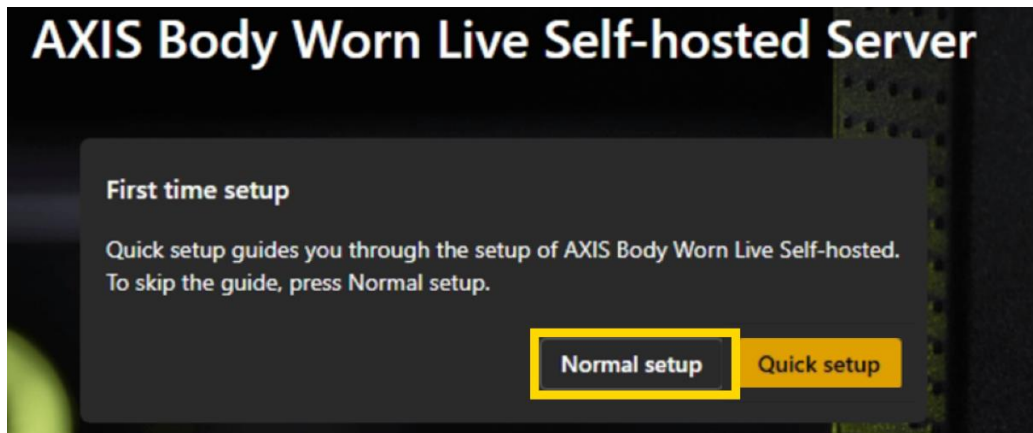 AXIS Body Worn Live Self-hosted Server
First time setup
Quick setup guides you through the setup of AXIS Body Worn Live Self-hosted.
To skip the guide, press Normal setup.
Normal setup
Quick setup